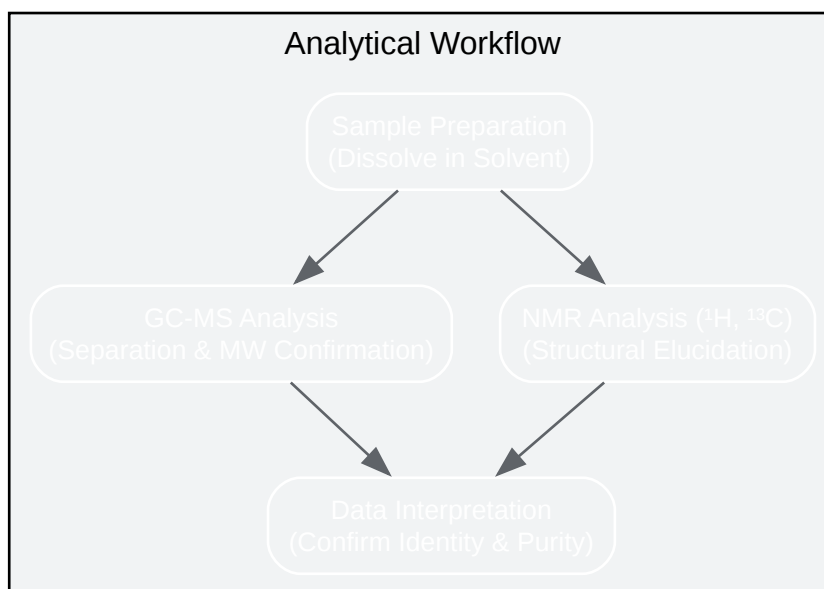 Analytical Workflow
Sample Preparation
(Dissolve in Solvent)
GC-MS Analysis
(Separation & MW Confirmation)
NMR Analysis (¹H, ¹³C)
(Structural Elucidation)
Data Interpretation
(Confirm Identity & Purity)